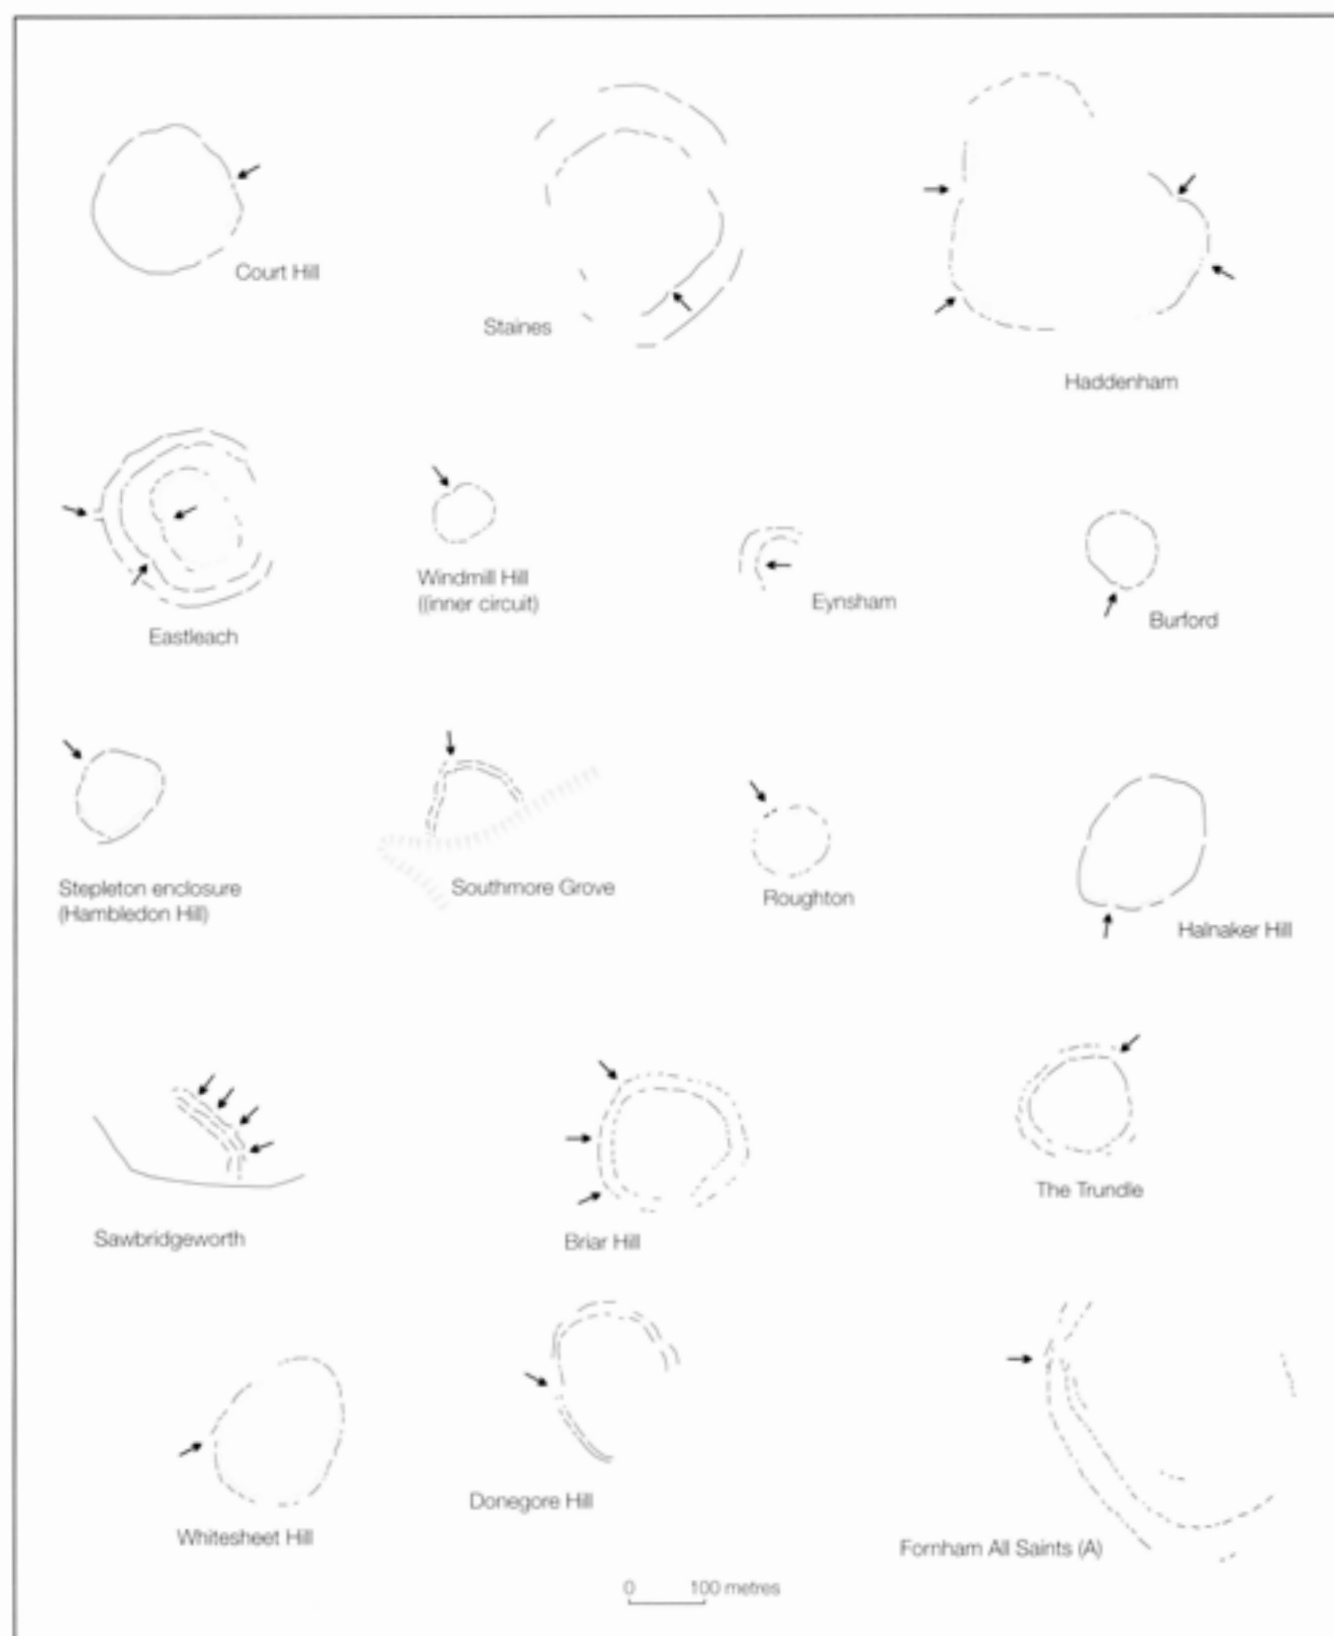 Court Hill
Staines
Haddenham
Eastleach
Windmill Hill
((inner circuit)
Eynsham
Burford
Stepleton enclosure
(Hambledon Hill)
Southmore Grove
Roughton
Halnaker Hill
Sawbridgeworth
Briar Hill
The Trundle
Whitesheet Hill
Donegore Hill
Fornham All Saints (A)
0 100 metres